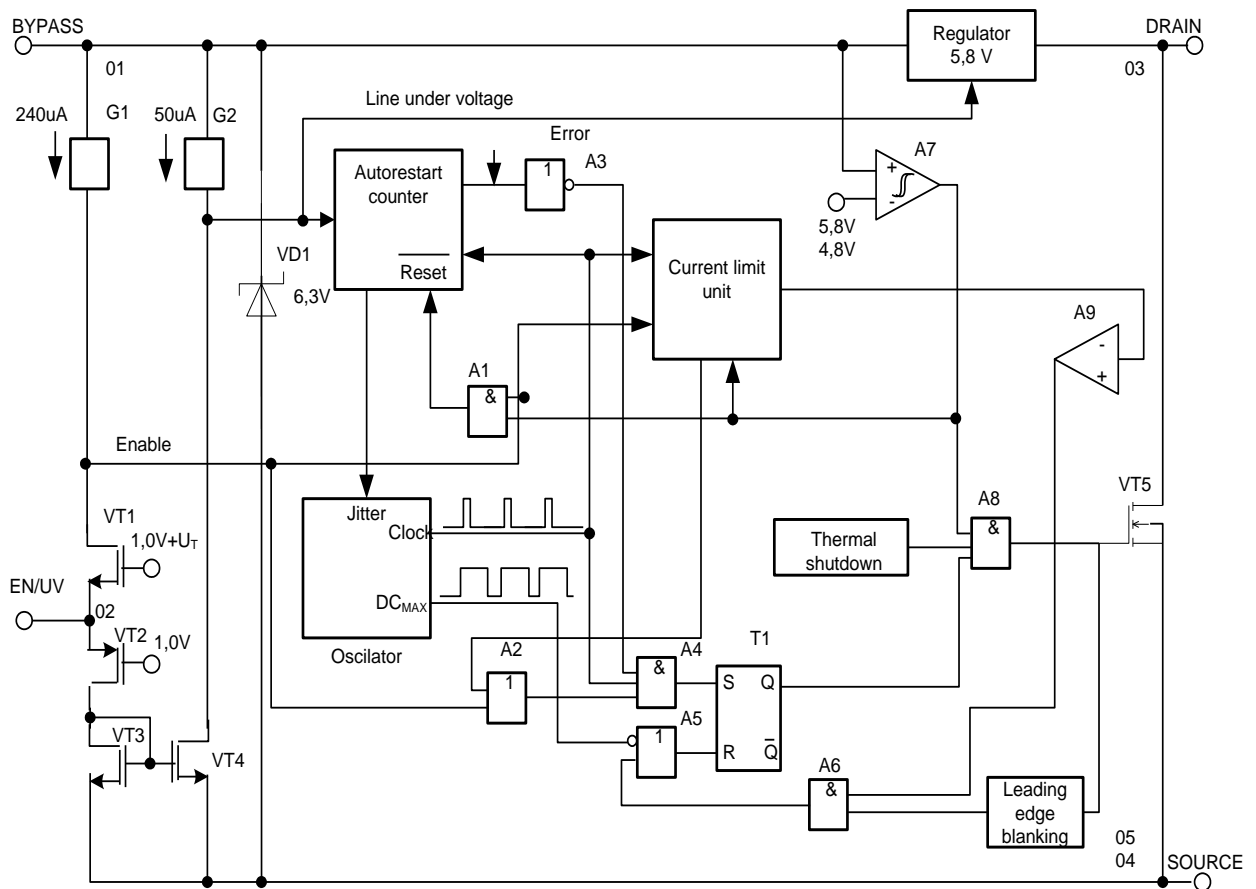 BYPASS
DRAIN
Regulator
5,8 V
01
03
240uA
G1
50uA
G2
Line under voltage
Error
1
A3
A7
Autorestart
counter
+
-
5,8V
4,8V
VD1
6,3V
Reset
Current limit
unit
A9
-
+
A1
&
Enable
VT1
1,0V+UT
EN/UV
02
VT2
1,0V
VT3
VT4
Jitter
Clock
DCMAX
Oscilator
A8
&
VT5
Thermal
shutdown
A2
1
A4
&
T1
S
Q
R
Q
A5
1
A6
&
Leading
edge
blanking
05
04
SOURCE